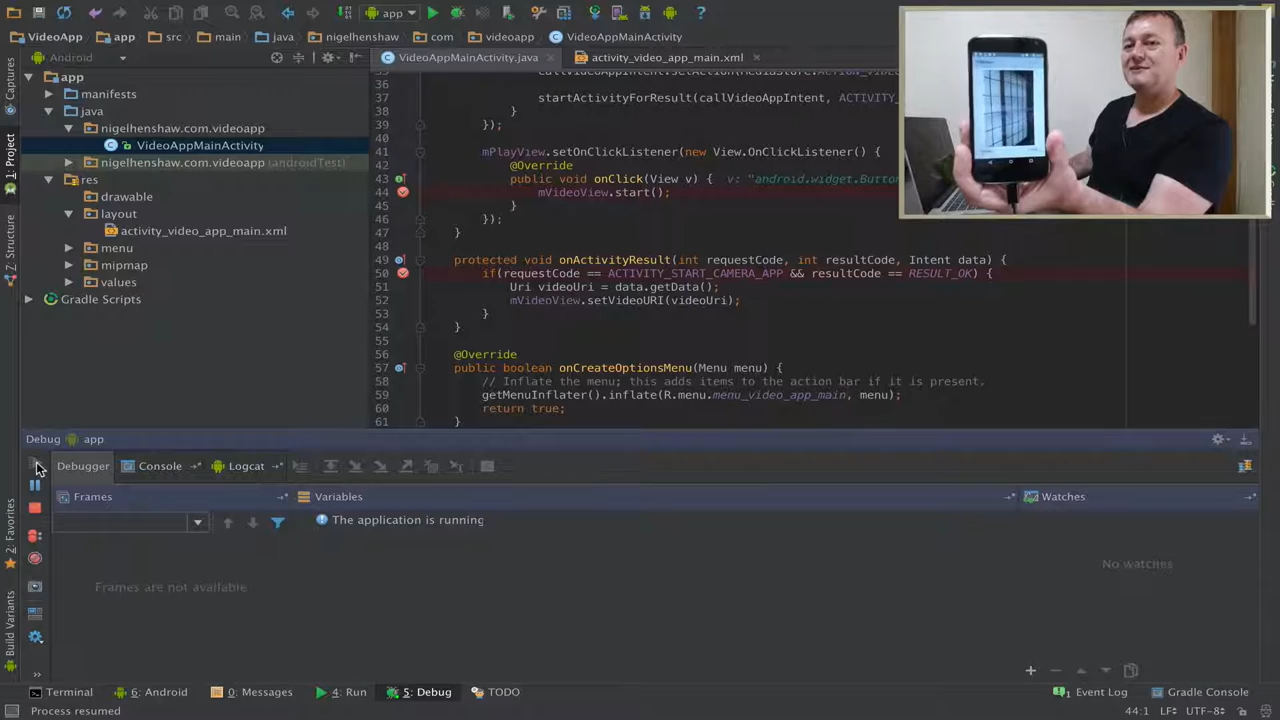 app
VideoApp
app
src
main
java
nigelhenshaw
com
videoapp
VideoAppMainActivity
Android
VideoAppMainActivity.java
activity_video_app_main.xml
Captures
1: Project
Z: Structure
2: Favorites
Build Variants
app
manifests
java
nigelhenshaw.com.videoapp
VideoAppMainActivity
nigelhenshaw.com.videoapp (androidTest)
res
drawable
layout
activity_video_app_main.xml
menu
mipmap
values
Gradle Scripts
36
37 startActivityForResult(callVideoAppIntent, ACTIVITY_
38 }
39 });
40
41 mPlayView.setOnClickListener(new View.OnClickListener() {
42 @Override
43 public void onClick(View v) { v: "android.widget.Button
44 mVideoView.start();
45 }
46 });
47 }
49 protected void onActivityResult(int requestCode, int resultCode, Intent data) {
50 if(requestCode == ACTIVITY_START_CAMERA_APP && resultCode == RESULT_OK) {
51 Uri videoUri = data.getData();
52 mVideoView.setVideoURI(videoUri);
53 }
54 }
55
56 @Override
57 public boolean onCreateOptionsMenu(Menu menu) {
58 // Inflate the menu; this adds items to the action bar if it is present.
59 getMenuInflater().inflate(R.menu.menu_video_app_main, menu);
60 return true;
61 }
Debug app
Debugger Console Logcat
Frames Variables Watches
The application is running
No watches
Frames are not available
Terminal 6: Android 0: Messages 4: Run 5: Debug TODO 1 Event Log Gradle Console
Process resumed 44:1 LF UTF-8